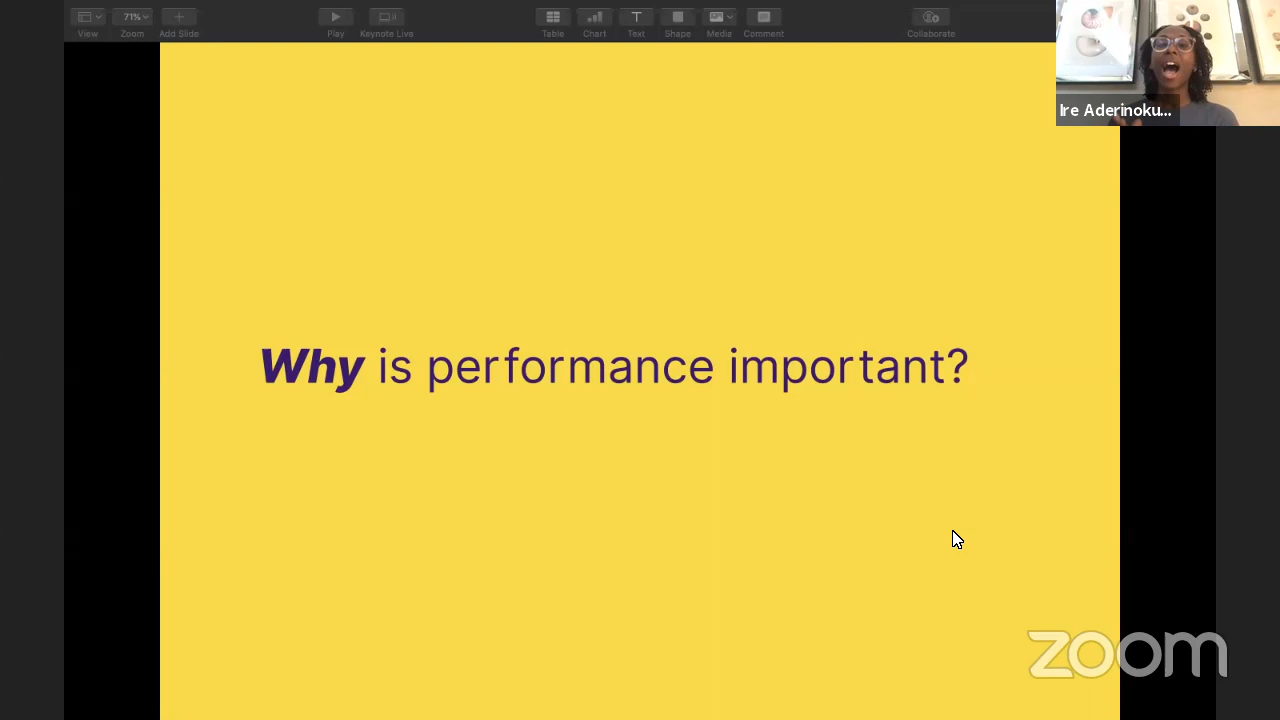 71%
View
Zoom
Add Slide
Play
Keynote Live
Table
Chart
Text
Shape
Media
Comment
Collaborate
Ire Aderinoku...
Why is performance important?
zoom